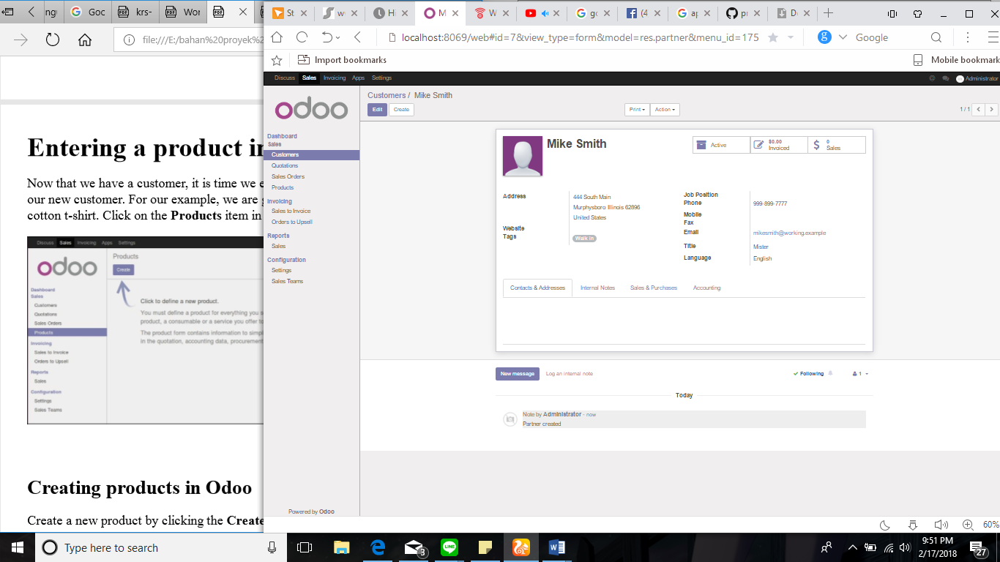 ng
Goc
krs-
Wor
file:///E:/bahan%20proyek%2
Entering a product in
Now that we have a customer, it is time we e
our new customer. For our example, we are g
cotton t-shirt. Click on the Products item in
Discuss Sales Invoicing Apps Settings
odoo
Products
Create
Dashboard
Sales
Customers
Quotations
Sales Orders
Products
Invoicing
Sales to Invoice
Orders to Upsell
Reports
Sales
Configuration
Settings
Sales Teams
Click to define a new product.
You must define a product for everything you s
product, a consumable or a service you offer to
The product form contains information to simpl
in the quotation, accounting data, procurement
Creating products in Odoo
Create a new product by clicking the Create
St
w
Hi
M
W
go
(4
ap
pr
D
localhost:8069/web#id=7&view_type=form&model=res.partner&menu_id=175
Google
Import bookmarks
Mobile bookmark
Discuss Sales Invoicing Apps Settings
Administrator
odoo
Dashboard
Sales
Customers
Quotations
Sales Orders
Products
Invoicing
Sales to Invoice
Orders to Upsell
Reports
Sales
Configuration
Settings
Sales Teams
Powered by Odoo
Customers / Mike Smith
Edit Create
Print Action
1 / 1
Mike Smith
Active
$0.00
Invoiced
0
Sales
Address
444 South Main
Murphysboro Illinois 62896
United States
Website
Tags
Walk in
Job Position
Phone 999-899-7777
Mobile
Fax
Email mikesmith@working.example
Title Mister
Language English
Contacts & Addresses Internal Notes Sales & Purchases Accounting
New message Log an internal note
Following
1
Today
Note by Administrator - now
Partner created
60%
Type here to search
3
9:51 PM
2/17/2018
27